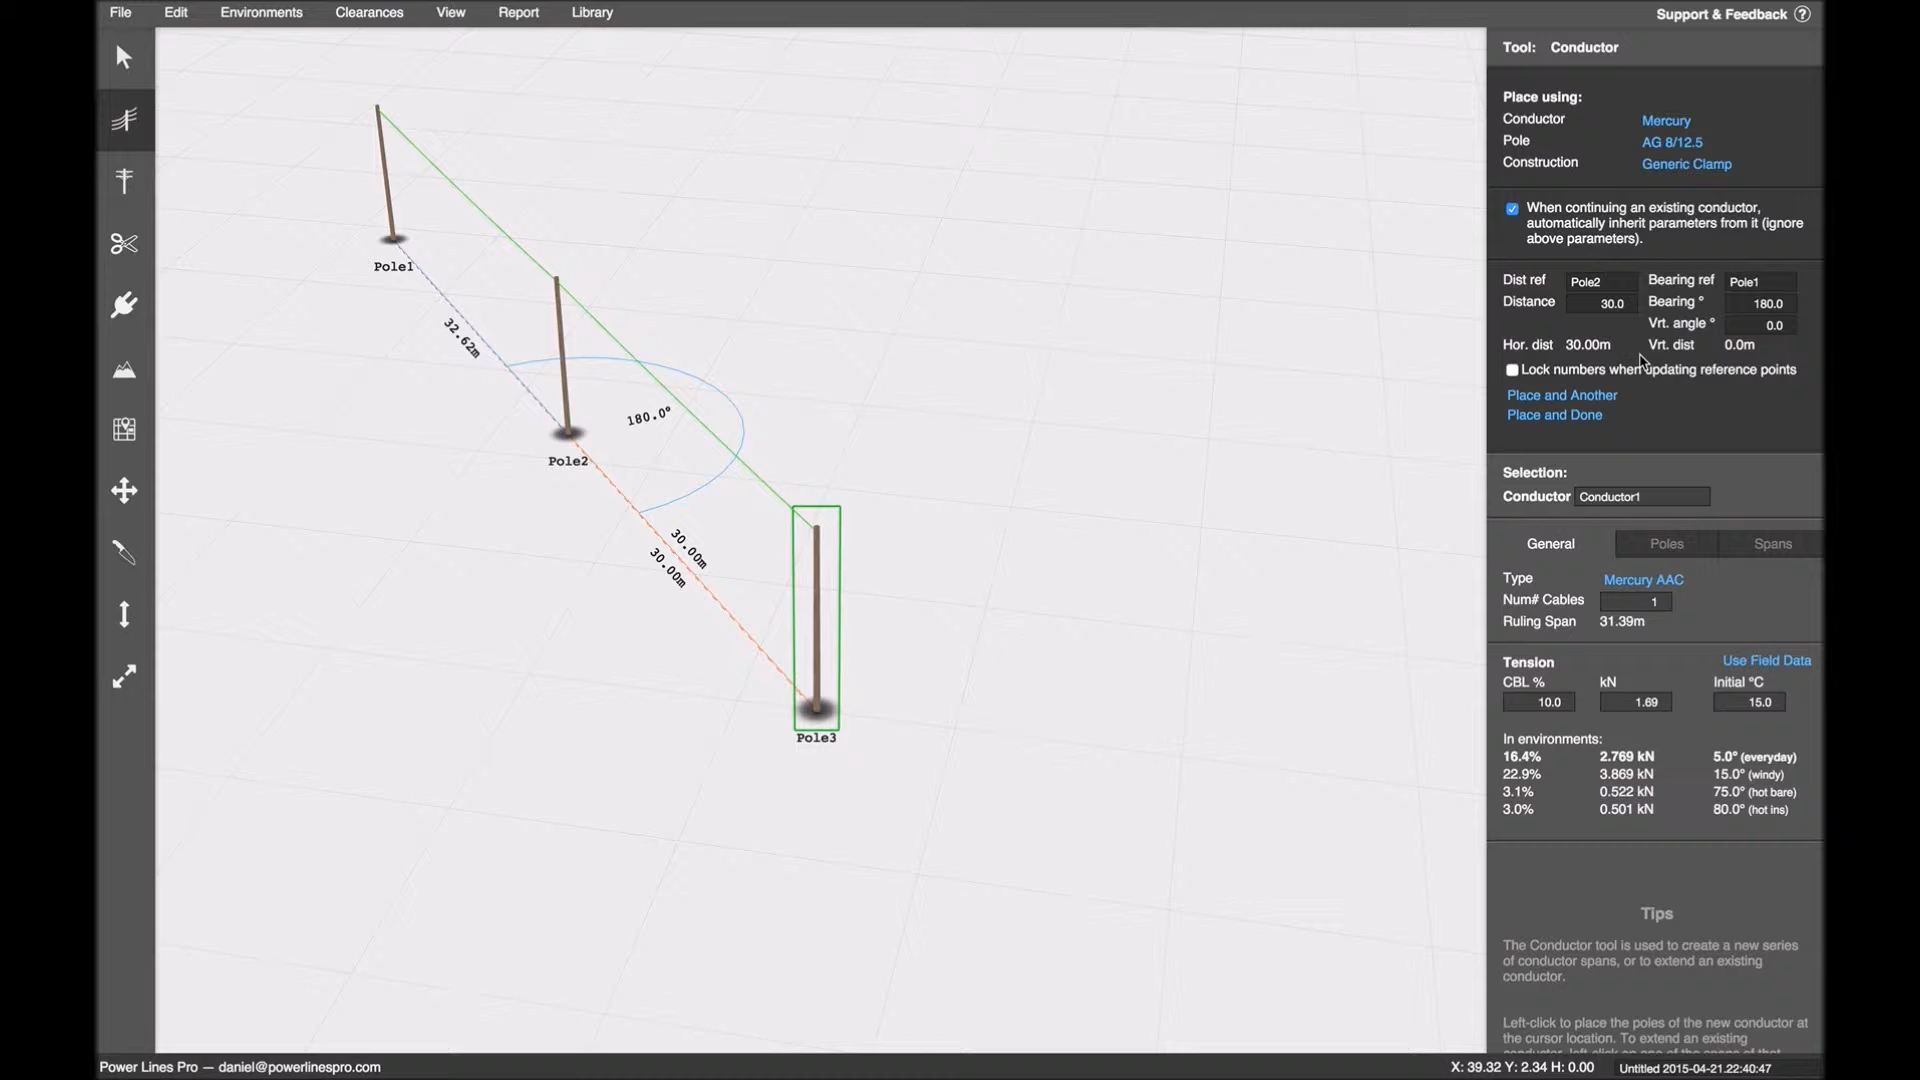 File Edit Environments Clearances View Report Library Support & Feedback ?
Tool: Conductor
Place using:
Conductor Mercury
Pole AG 8/12.5
Construction Generic Clamp
When continuing an existing conductor,
automatically inherit parameters from it (ignore
above parameters).
Dist ref Pole2 Bearing ref Pole1
Distance 30.0 Bearing ° 180.0
Vrt. angle ° 0.0
Hor. dist 30.00m Vrt. dist 0.0m
Lock numbers when updating reference points
Place and Another
Place and Done
Selection:
Conductor Conductor1
General Poles Spans
Type Mercury AAC
Num# Cables 1
Ruling Span 31.39m
Tension Use Field Data
CBL % kN Initial °C
10.0 1.69 15.0
In environments:
16.4% 2.769 kN 5.0° (everyday)
22.9% 3.869 kN 15.0° (windy)
3.1% 0.522 kN 75.0° (hot bare)
3.0% 0.501 kN 80.0° (hot ins)
Tips
The Conductor tool is used to create a new series
of conductor spans, or to extend an existing
conductor.
Left-click to place the poles of the new conductor at
the cursor location. To extend an existing
conductor, left-click on one of the spans of that
Pole1
32.62m
180.0°
Pole2
30.00m
30.00m
Pole3
Power Lines Pro — daniel@powerlinespro.com X: 39.32 Y: 2.34 H: 0.00 Untitled 2015-04-21.22:40:47